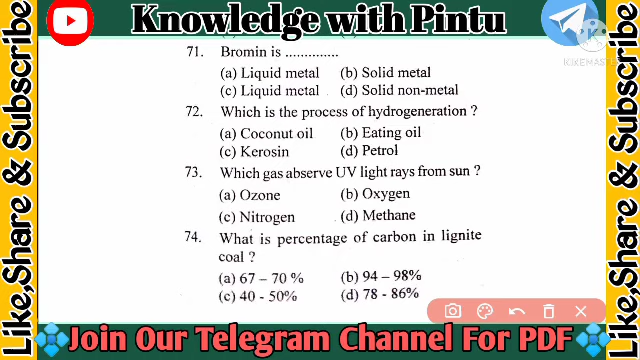 Knowledge with Pintu
KINEMASTER
Like,Share & Subscribe
71. Bromin is ..............
(a) Liquid metal (b) Solid metal
(c) Liquid metal (d) Solid non-metal
72. Which is the process of hydrogeneration ?
(a) Coconut oil (b) Eating oil
(c) Kerosin (d) Petrol
73. Which gas abserve UV light rays from sun ?
(a) Ozone (b) Oxygen
(c) Nitrogen (d) Methane
74. What is percentage of carbon in lignite
coal ?
(a) 67 – 70 % (b) 94 – 98%
(c) 40 - 50% (d) 78 - 86%
Like,Share & Subscribe
Join Our Telegram Channel For PDF